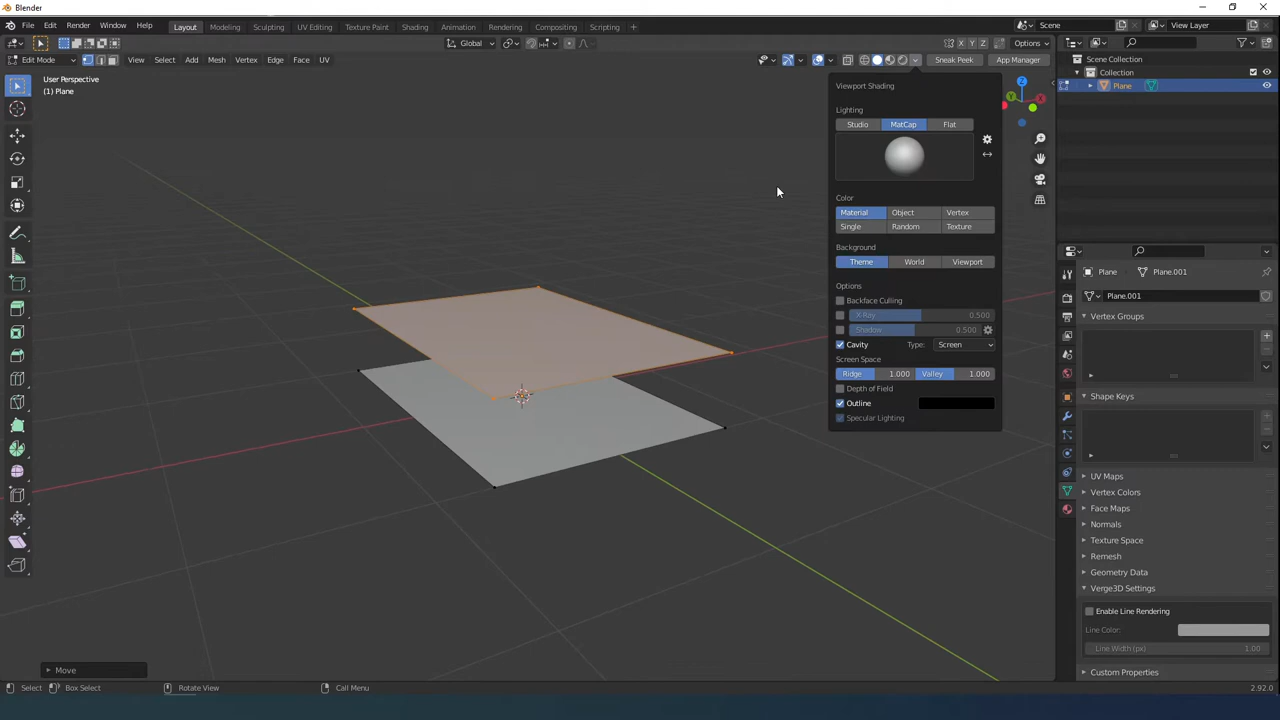 Blender
File Edit Render Window Help Layout Modeling Sculpting UV Editing Texture Paint Shading Animation Rendering Compositing Scripting + Scene View Layer
Global X Y Z Options
Edit Mode View Select Add Mesh Vertex Edge Face UV Sneak Peek App Manager
User Perspective
(1) Plane
Scene Collection
Collection
Plane
Viewport Shading
Lighting
Studio MatCap Flat
Color
Material Object Vertex
Single Random Texture
Background
Theme World Viewport
Options
Backface Culling
X-Ray 0.500
Shadow 0.500
Cavity Type: Screen
Screen Space
Ridge 1.000 Valley 1.000
Depth of Field
Outline
Specular Lighting
Z
Y
X
Plane Plane.001
Plane.001
Vertex Groups
Shape Keys
UV Maps
Vertex Colors
Face Maps
Normals
Texture Space
Remesh
Geometry Data
Verge3D Settings
Enable Line Rendering
Line Color:
Line Width (px) 1.00
Custom Properties
Move
Select Box Select Rotate View Call Menu 2.92.0